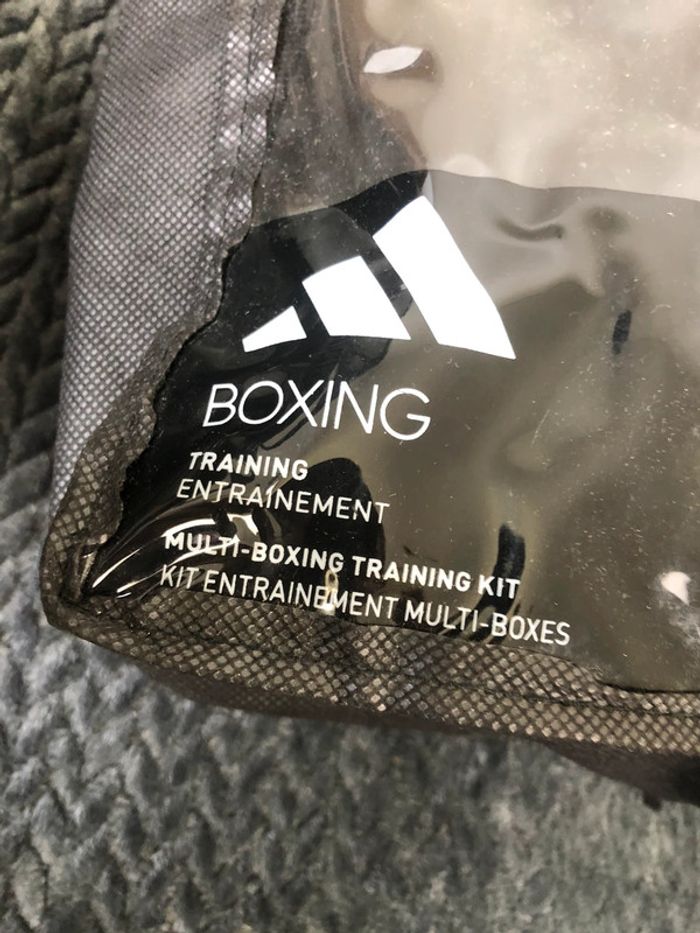 BOXING
TRAINING
ENTRAINEMENT
MULTI-BOXING TRAINING KIT
KIT ENTRAINEMENT MULTI-BOXES